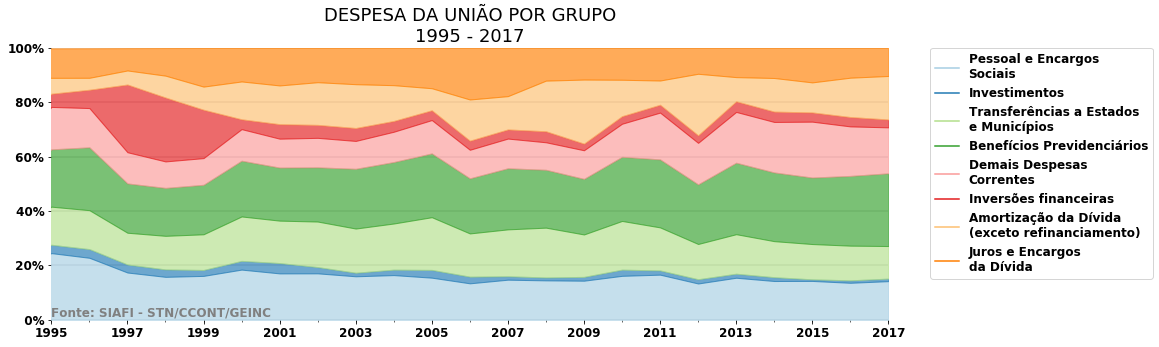 DESPESA DA UNIÃO POR GRUPO
1995 - 2017
100%
80%
60%
40%
20%
0%
Fonte: SIAFI - STN/CCONT/GEINC
1995 1997 1999 2001 2003 2005 2007 2009 2011 2013 2015 2017
Pessoal e Encargos
Sociais
Investimentos
Transferências a Estados
e Municípios
Benefícios Previdenciários
Demais Despesas
Correntes
Inversões financeiras
Amortização da Dívida
(exceto refinanciamento)
Juros e Encargos
da Dívida